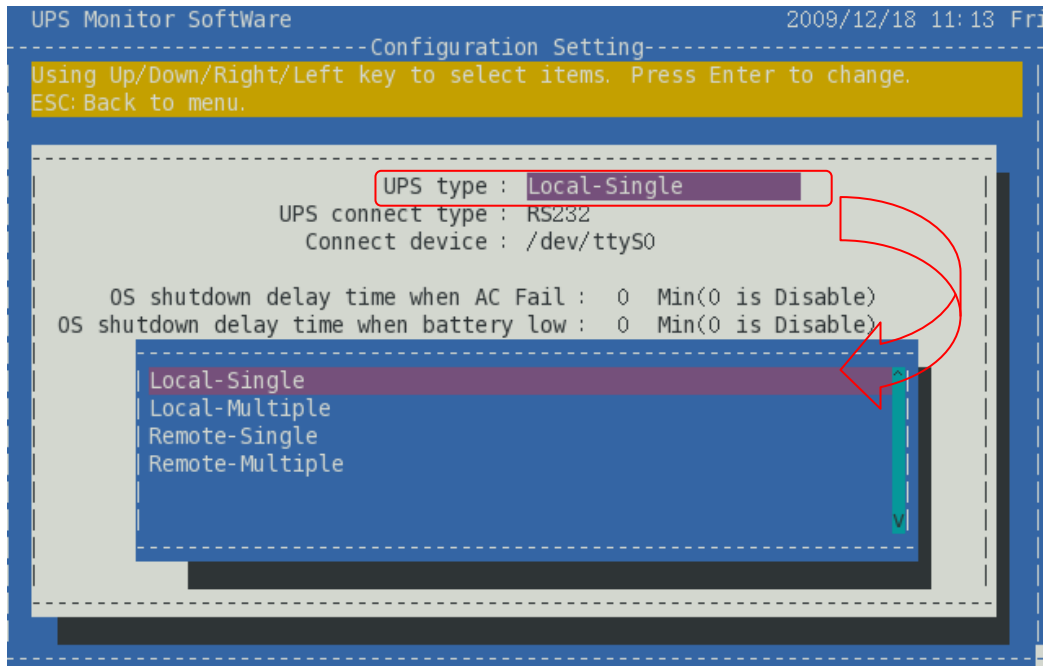 UPS Monitor SoftWare 2009/12/18 11:13 Fri
Configuration Setting
Using Up/Down/Right/Left key to select items. Press Enter to change.
ESC:Back to menu.
UPS type : Local-Single
UPS connect type : RS232
Connect device : /dev/ttyS0
OS shutdown delay time when AC Fail : 0 Min(0 is Disable)
OS shutdown delay time when battery low : 0 Min(0 is Disable)
Local-Single
Local-Multiple
Remote-Single
Remote-Multiple